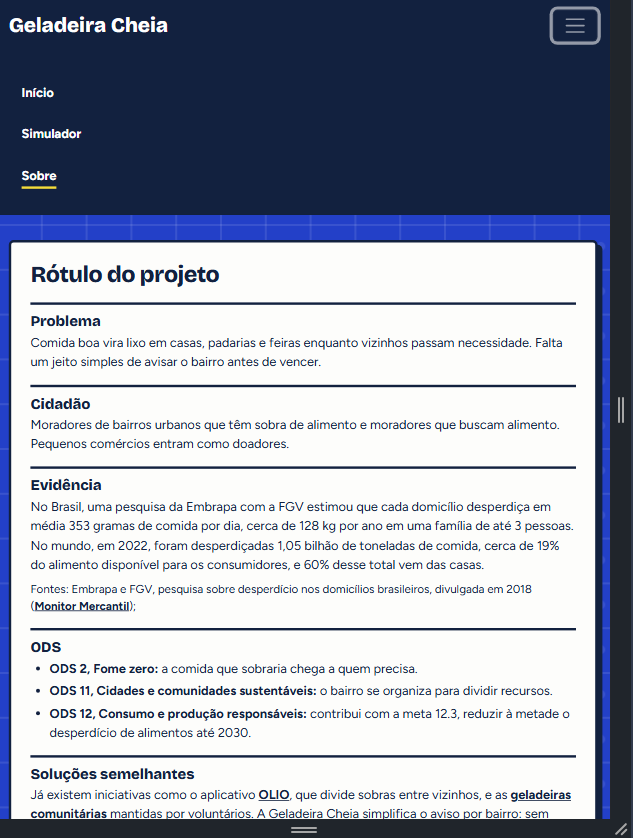 Geladeira Cheia
Início
Simulador
Sobre
Rótulo do projeto
Problema
Comida boa vira lixo em casas, padarias e feiras enquanto vizinhos passam necessidade. Falta
um jeito simples de avisar o bairro antes de vencer.
Cidadão
Moradores de bairros urbanos que têm sobra de alimento e moradores que buscam alimento.
Pequenos comércios entram como doadores.
Evidência
No Brasil, uma pesquisa da Embrapa com a FGV estimou que cada domicílio desperdiça em
média 353 gramas de comida por dia, cerca de 128 kg por ano em uma família de até 3 pessoas.
No mundo, em 2022, foram desperdiçadas 1,05 bilhão de toneladas de comida, cerca de 19%
do alimento disponível para os consumidores, e 60% desse total vem das casas.
Fontes: Embrapa e FGV, pesquisa sobre desperdício nos domicílios brasileiros, divulgada em 2018
(Monitor Mercantil);
ODS
• ODS 2, Fome zero: a comida que sobraria chega a quem precisa.
• ODS 11, Cidades e comunidades sustentáveis: o bairro se organiza para dividir recursos.
• ODS 12, Consumo e produção responsáveis: contribui com a meta 12.3, reduzir à metade o
desperdício de alimentos até 2030.
Soluções semelhantes
Já existem iniciativas como o aplicativo OLIO, que divide sobras entre vizinhos, e as geladeiras
comunitárias mantidas por voluntários. A Geladeira Cheia simplifica o aviso por bairro: sem